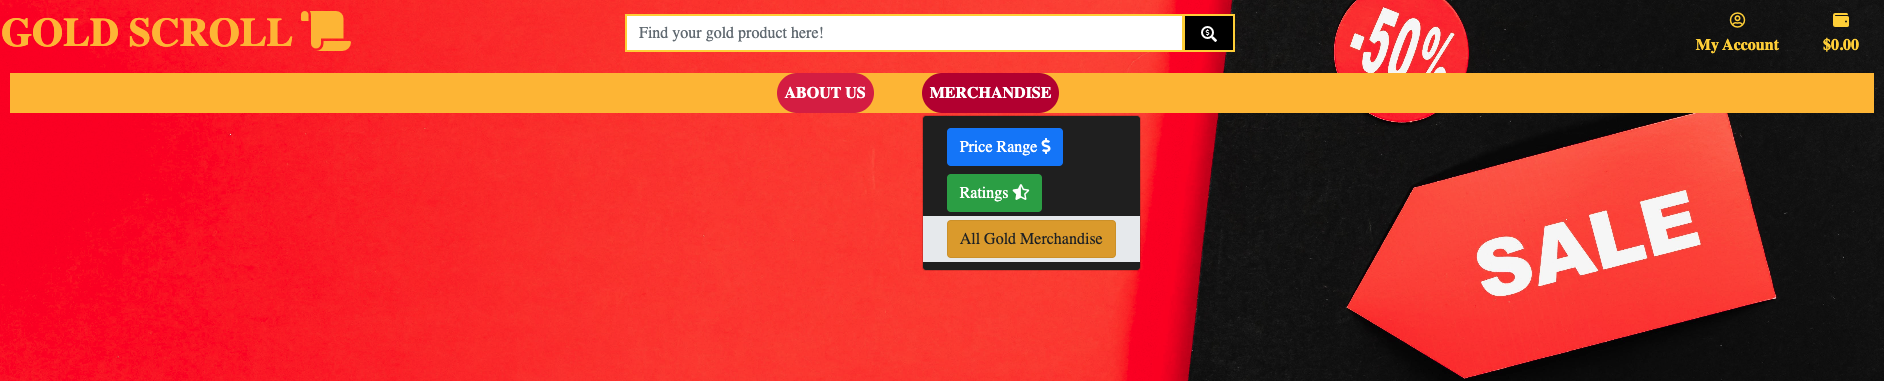 GOLD SCROLL
Find your gold product here!
-50%
My Account
$0.00
ABOUT US
MERCHANDISE
Price Range $
Ratings
All Gold Merchandise
SALE